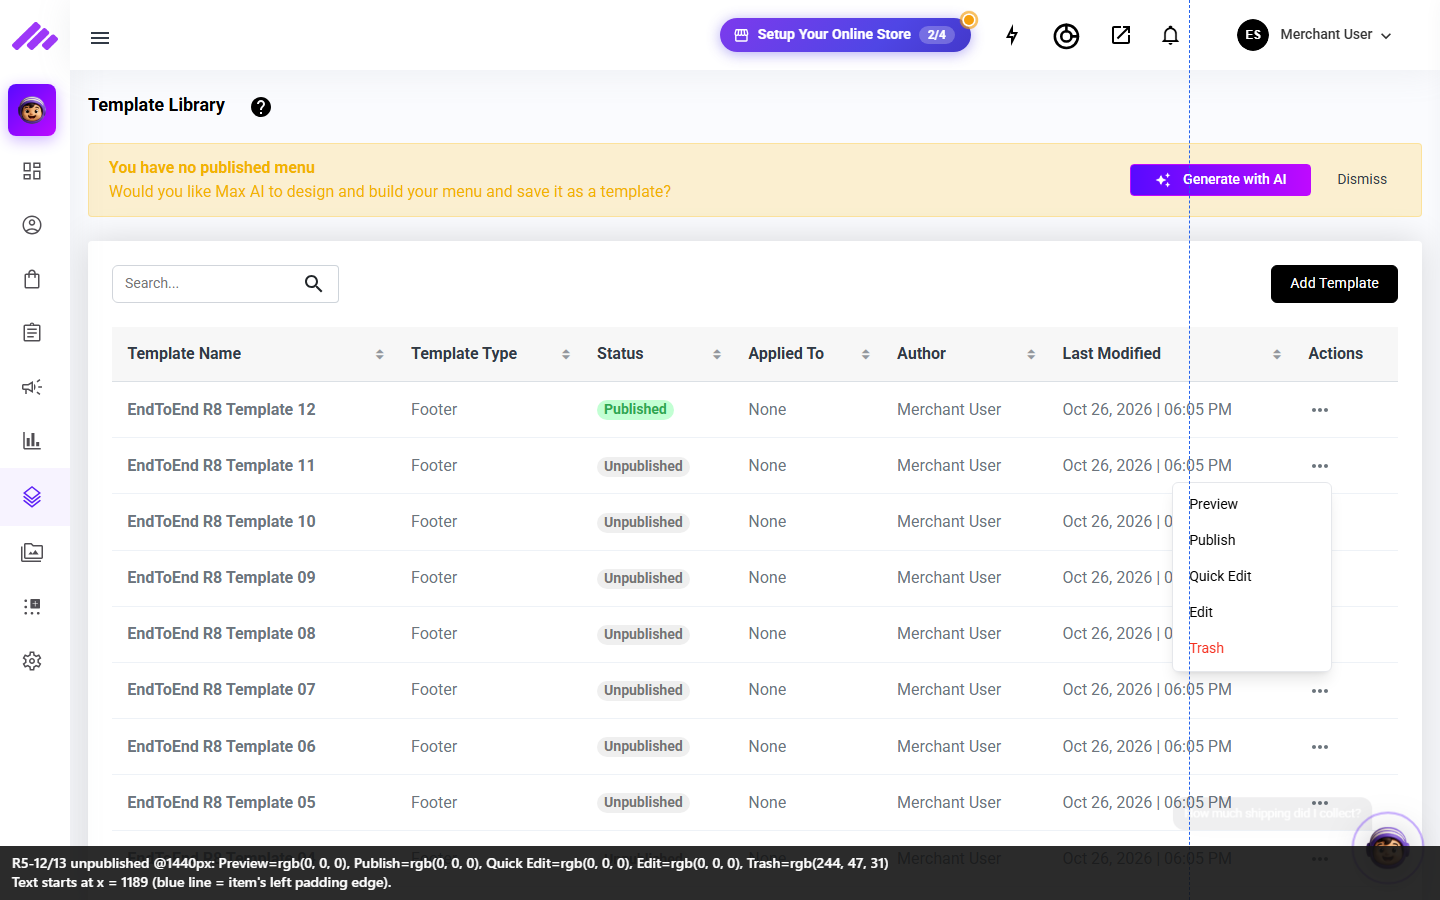 Setup Your Online Store 2/4
ES Merchant User
Template Library ?
You have no published menu
Would you like Max AI to design and build your menu and save it as a template?
Generate with AI
Dismiss
Search...
Add Template
Template Name Template Type Status Applied To Author Last Modified Actions
EndToEnd R8 Template 12 Footer Published None Merchant User Oct 26, 2026 | 06:05 PM
EndToEnd R8 Template 11 Footer Unpublished None Merchant User Oct 26, 2026 | 06:05 PM
EndToEnd R8 Template 10 Footer Unpublished None Merchant User Oct 26, 2026 | 0
EndToEnd R8 Template 09 Footer Unpublished None Merchant User Oct 26, 2026 | 0
EndToEnd R8 Template 08 Footer Unpublished None Merchant User Oct 26, 2026 | 0
Preview
Publish
Quick Edit
Edit
Trash
EndToEnd R8 Template 07 Footer Unpublished None Merchant User Oct 26, 2026 | 06:05 PM
EndToEnd R8 Template 06 Footer Unpublished None Merchant User Oct 26, 2026 | 06:05 PM
EndToEnd R8 Template 05 Footer Unpublished None Merchant User Oct 26, 2026 | 06:05 PM
How much shipping did I collect?
R5-12/13 unpublished @1440px: Preview=rgb(0, 0, 0), Publish=rgb(0, 0, 0), Quick Edit=rgb(0, 0, 0), Edit=rgb(0, 0, 0), Trash=rgb(244, 47, 31)
Text starts at x = 1189 (blue line = item's left padding edge).